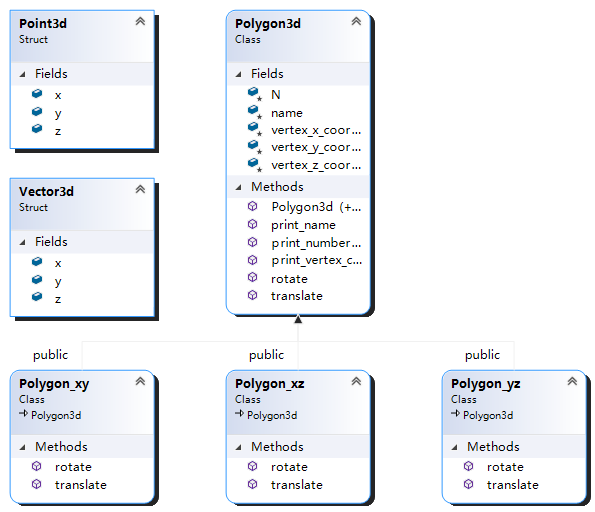 Point3d
Struct
Fields
x
y
z
Vector3d
Struct
Fields
x
y
z
Polygon3d
Class
Fields
N
name
vertex_x_coor...
vertex_y_coor...
vertex_z_coor...
Methods
Polygon3d (+...
print_name
print_number...
print_vertex_c...
rotate
translate
public
public
public
Polygon_xy
Class
Polygon3d
Methods
rotate
translate
Polygon_xz
Class
Polygon3d
Methods
rotate
translate
Polygon_yz
Class
Polygon3d
Methods
rotate
translate